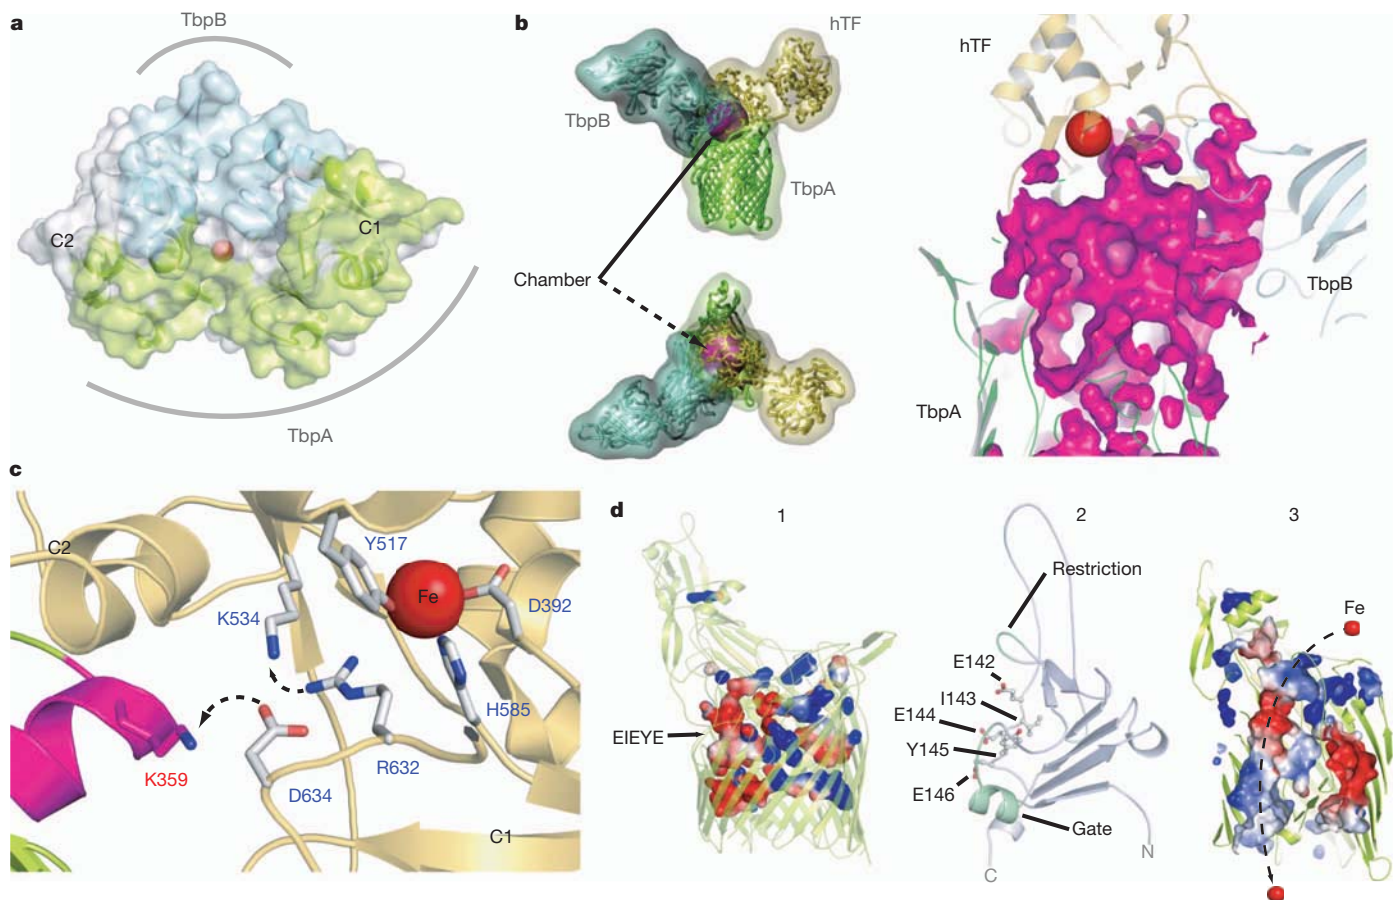 a
TbpB
C2
C1
TbpA
b
hTF
TbpB
TbpA
Chamber
hTF
TbpB
TbpA
c
C2
Y517
Fe
D392
K534
H585
K359
R632
D634
C1
d
1
2
3
EIEYE
Restriction
E142
I143
E144
Y145
E146
Gate
N
C
Fe